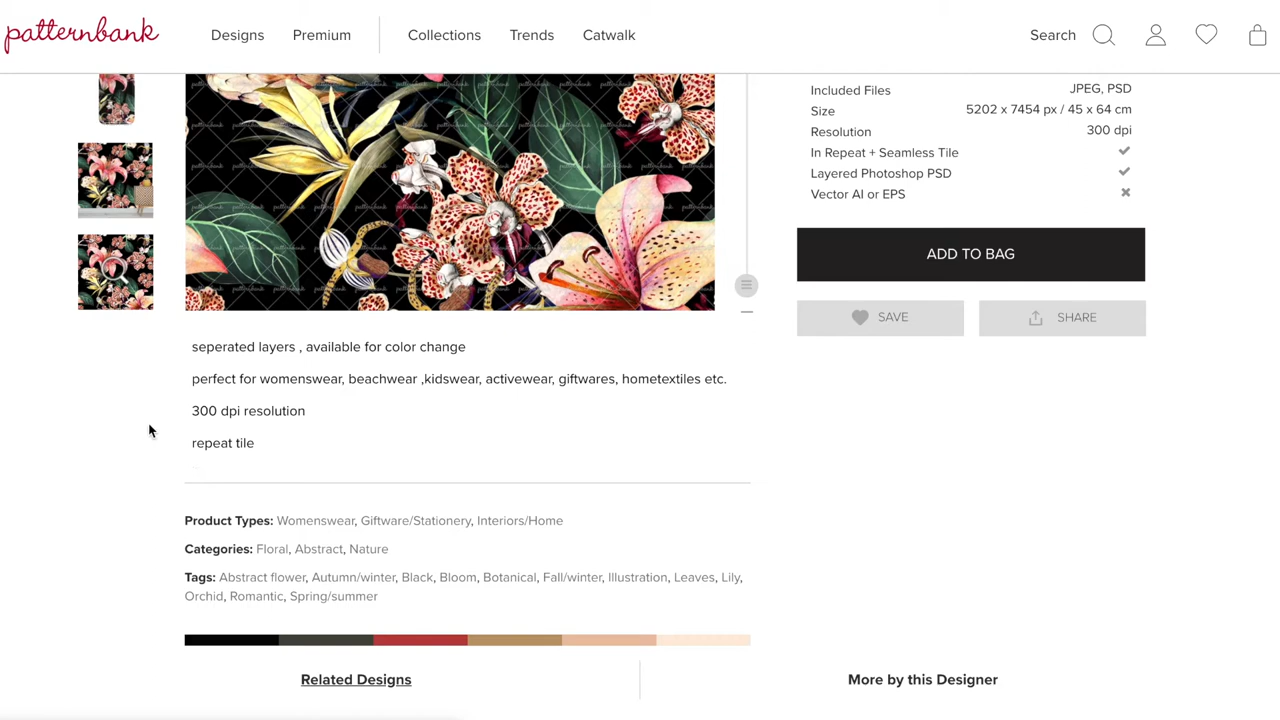 patternbank
Designs
Premium
Collections
Trends
Catwalk
Search
Included Files
JPEG, PSD
Size
5202 x 7454 px / 45 x 64 cm
Resolution
300 dpi
In Repeat + Seamless Tile
Layered Photoshop PSD
Vector AI or EPS
ADD TO BAG
SAVE
SHARE
seperated layers , available for color change
perfect for womenswear, beachwear ,kidswear, activewear, giftwares, hometextiles etc.
300 dpi resolution
repeat tile
Product Types: Womenswear, Giftware/Stationery, Interiors/Home
Categories: Floral, Abstract, Nature
Tags: Abstract flower, Autumn/winter, Black, Bloom, Botanical, Fall/winter, Illustration, Leaves, Lily,
Orchid, Romantic, Spring/summer
Related Designs
More by this Designer